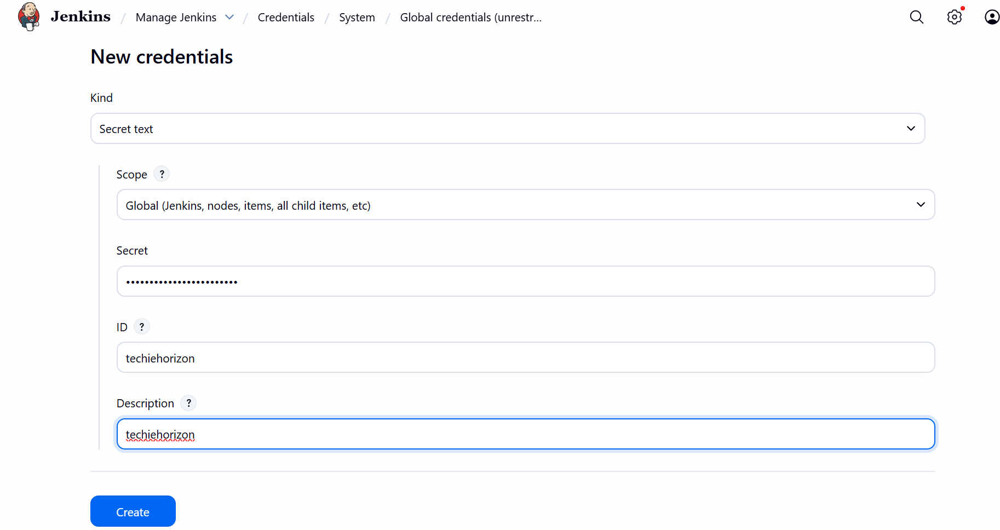 Jenkins / Manage Jenkins / Credentials / System / Global credentials (unrestr...
New credentials
Kind
Secret text
Scope ?
Global (Jenkins, nodes, items, all child items, etc)
Secret
••••••••••••••••••••••••
ID ?
techiehorizon
Description ?
techiehorizon
Create